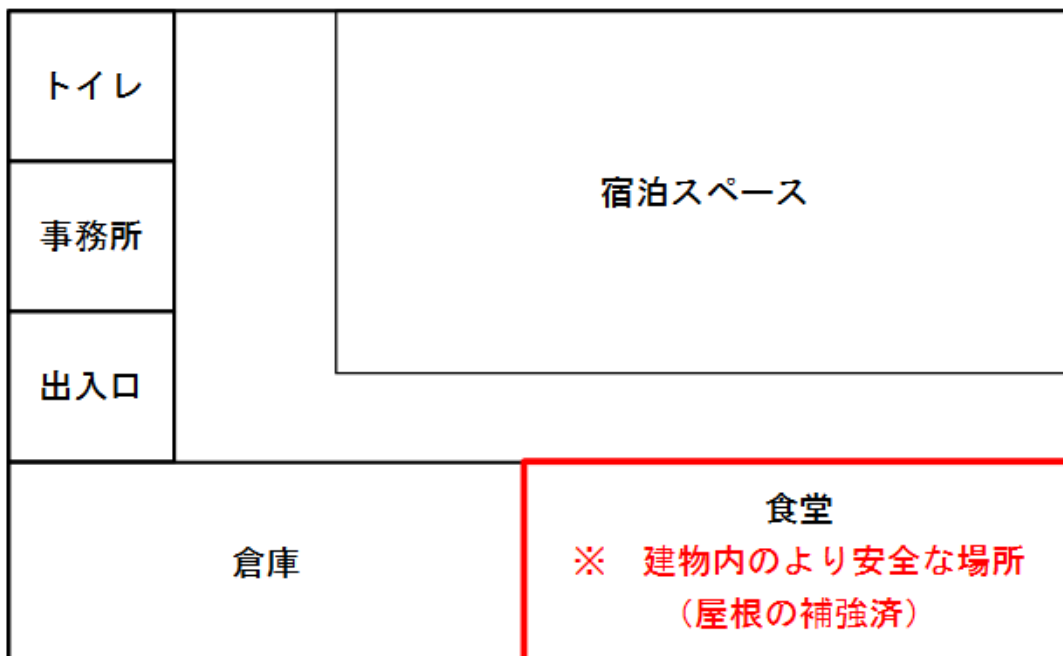 トイレ
宿泊スペース
事務所
出入口
食堂
※　建物内のより安全な場所
（屋根の補強済）
倉庫